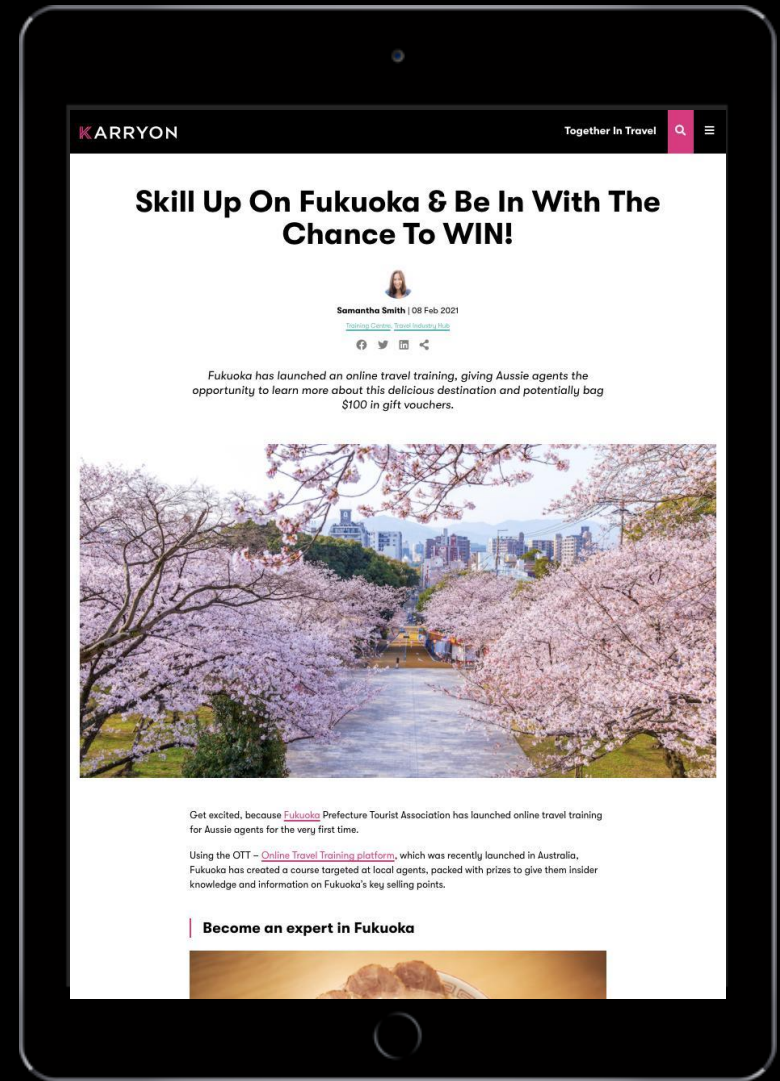 KARRYON
Together In Travel
Skill Up On Fukuoka & Be In With The
Chance To WIN!
Samantha Smith | 08 Feb 2021
Training Centre, Travel Industry Hub
Fukuoka has launched an online travel training, giving Aussie agents the
opportunity to learn more about this delicious destination and potentially bag
$100 in gift vouchers.
Get excited, because Fukuoka Prefecture Tourist Association has launched online travel training
for Aussie agents for the very first time.
Using the OTT – Online Travel Training platform, which was recently launched in Australia,
Fukuoka has created a course targeted at local agents, packed with prizes to give them insider
knowledge and information on Fukuoka's key selling points.
Become an expert in Fukuoka